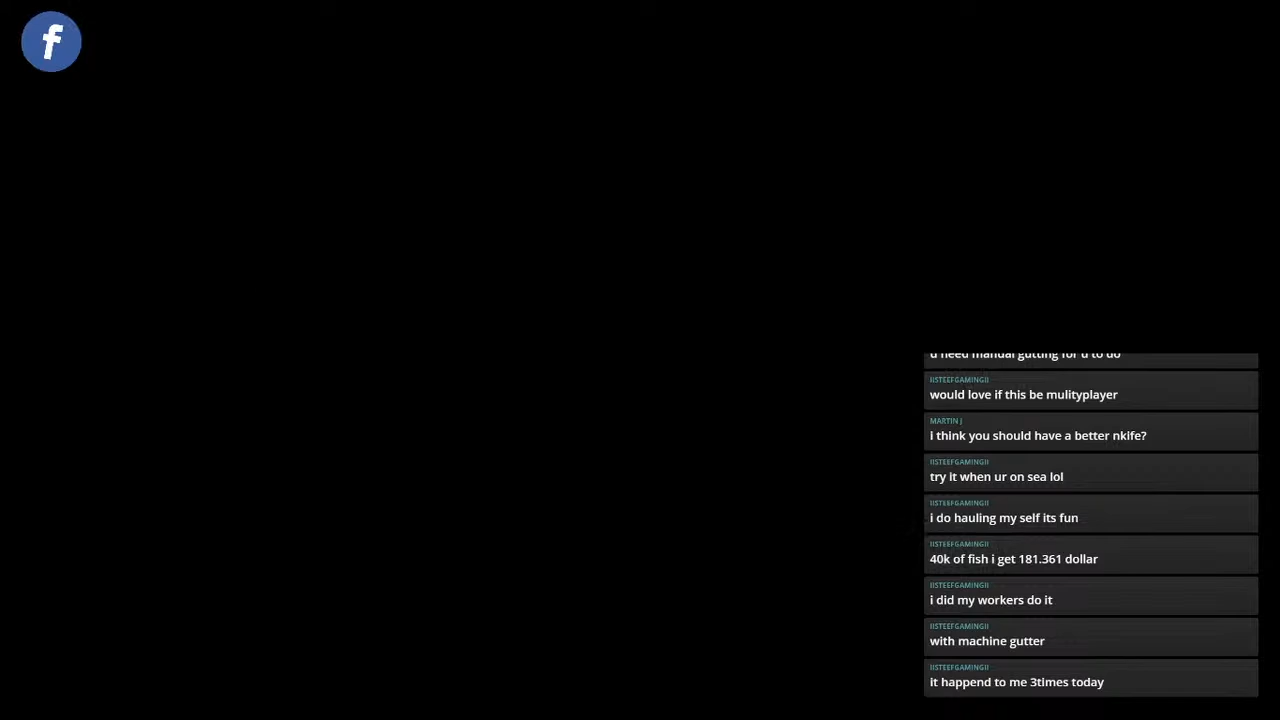 f
u need manual gutting for u to do
IISTEEFGAMINGII
would love if this be mulityplayer
MARTIN J
i think you should have a better nkife?
IISTEEFGAMINGII
try it when ur on sea lol
IISTEEFGAMINGII
i do hauling my self its fun
IISTEEFGAMINGII
40k of fish i get 181.361 dollar
IISTEEFGAMINGII
i did my workers do it
IISTEEFGAMINGII
with machine gutter
IISTEEFGAMINGII
it happend to me 3times today